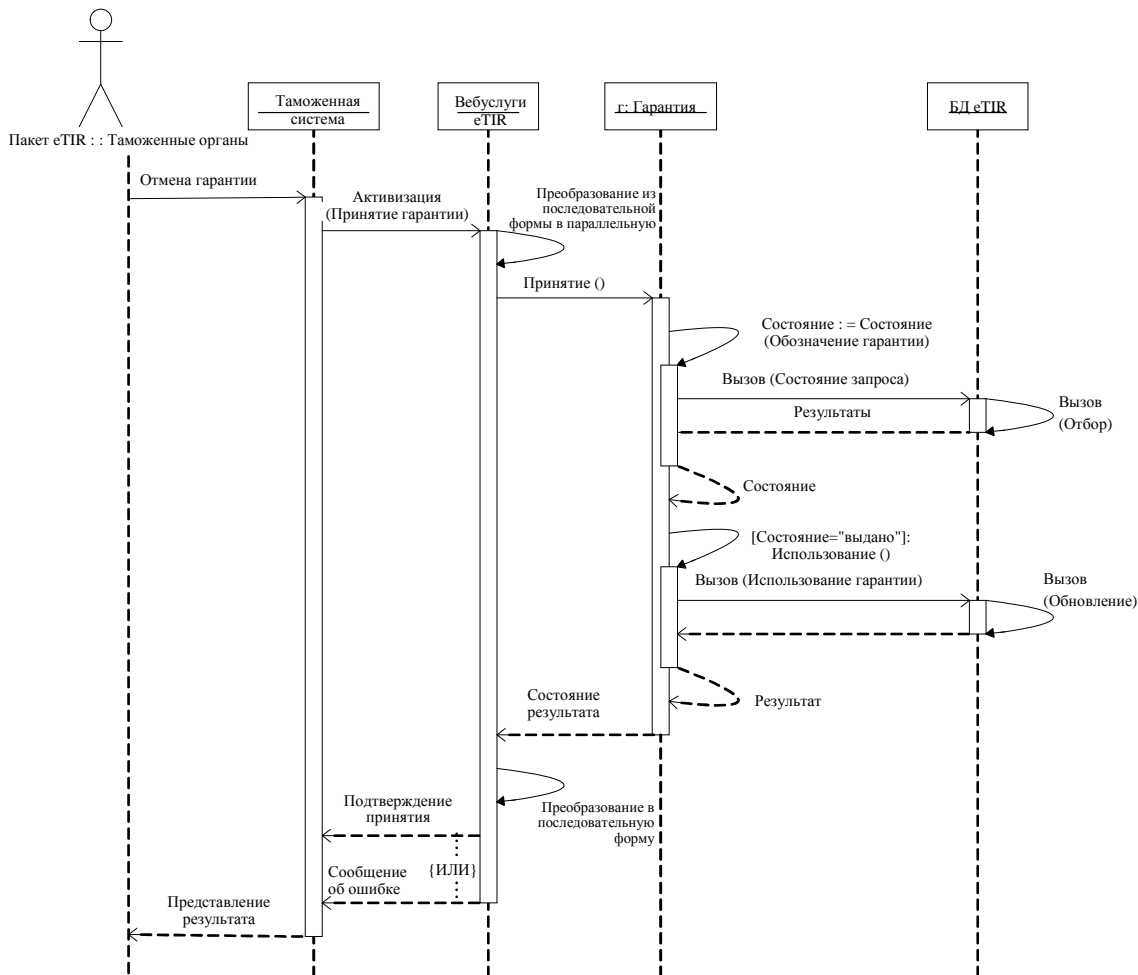 Таможенная
система
Вебуслуги
eTIR
г: Гарантия
БД eTIR
Пакет eTIR : : Таможенные органы
Отмена гарантии
Активизация
(Принятие гарантии)
Преобразование из
последовательной
формы в параллельную
Принятие ()
Состояние : = Состояние
(Обозначение гарантии)
Вызов (Состояние запроса)
Результаты
Вызов
(Отбор)
Состояние
[Состояние="выдано"]:
Использование ()
Вызов (Использование гарантии)
Вызов
(Обновление)
Результат
Состояние
результата
Преобразование в
последовательную
форму
Подтверждение
принятия
{ИЛИ}
Сообщение
об ошибке
Представление
результата